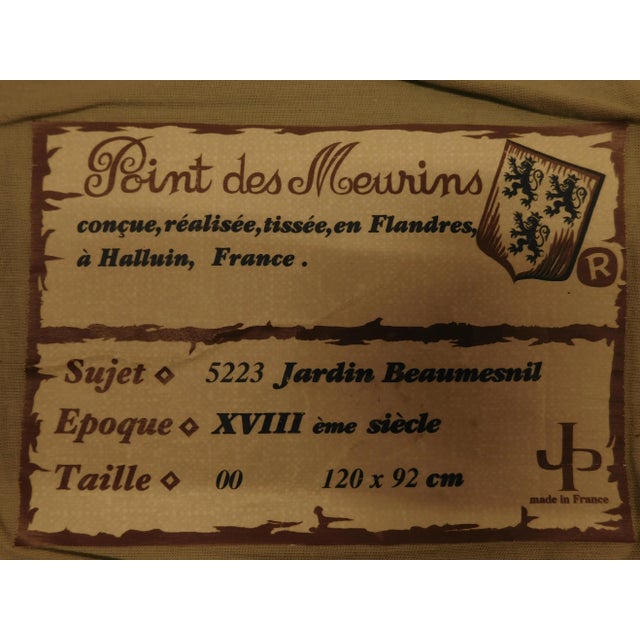 Point des Meurins
conçue,réalisée,tissée,en Flandres,
à Halluin, France .
R
Sujet 5223 Jardin Beaumesnil
Epoque XVIII ème siècle
Taille 00 120 x 92 cm
JP
made in France